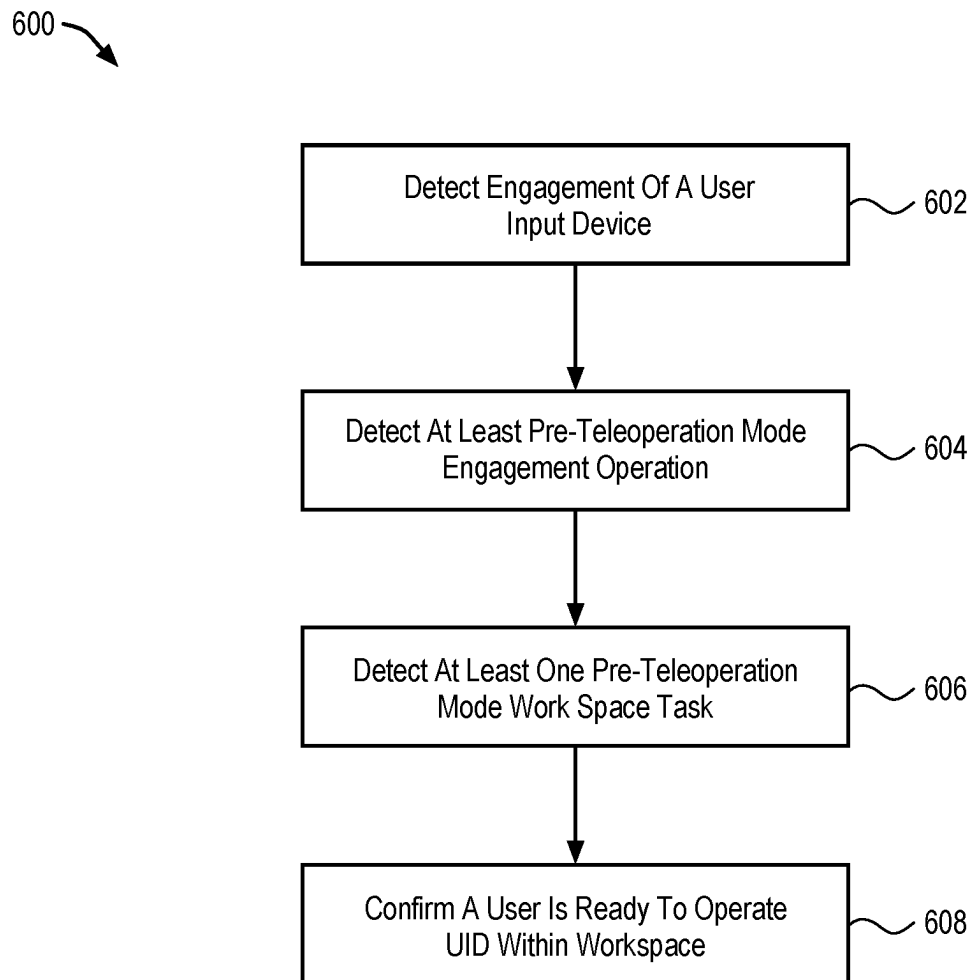 600
Detect Engagement Of A User
Input Device
602
Detect At Least Pre-Teleoperation Mode
Engagement Operation
604
Detect At Least One Pre-Teleoperation
Mode Work Space Task
606
Confirm A User Is Ready To Operate
UID Within Workspace
608